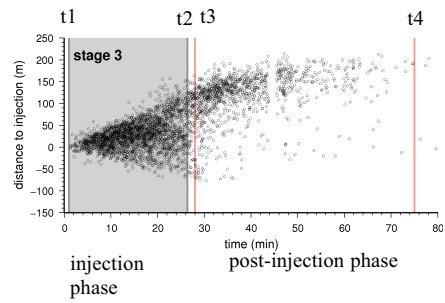 t1 t2 t3 t4
stage 3
distance to injection (m)
250
200
150
100
50
0
−50
−100
−150
0 10 20 30 40 50 60 70 80
time (min)
injection phase
post-injection phase